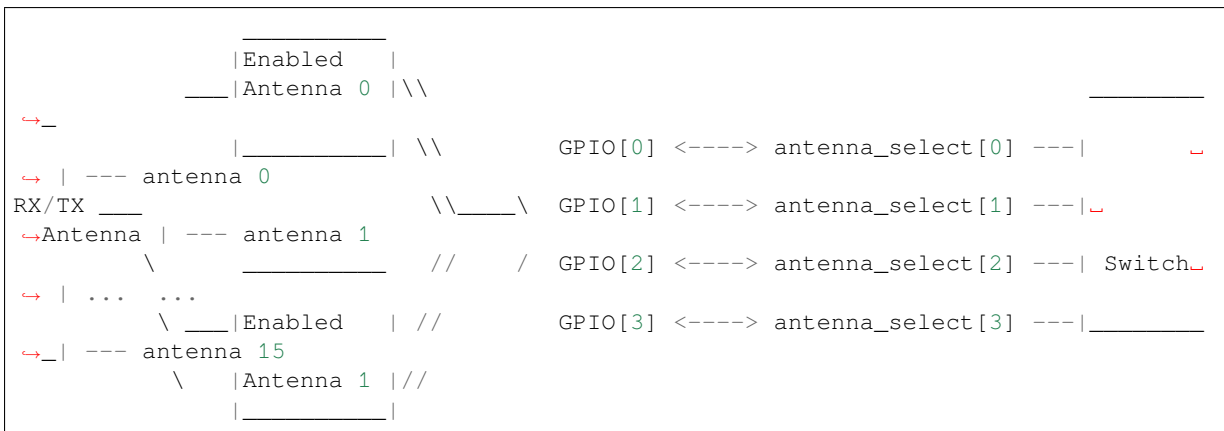 __________
                   |Enabled   |
               ___|Antenna 0 |\\                                                      ________
↪_
                   |__________| \\         GPIO[0] <----> antenna_select[0] ---|        ␣
↪ | --- antenna 0
RX/TX ___                        \\____\  GPIO[1] <----> antenna_select[1] ---|␣
↪Antenna | --- antenna 1
           \        __________   //    /  GPIO[2] <----> antenna_select[2] ---| Switch␣
↪ | ...  ...
            \ ___|Enabled   | //         GPIO[3] <----> antenna_select[3] ---|________
↪_| --- antenna 15
             \   |Antenna 1 |//
                 |__________|